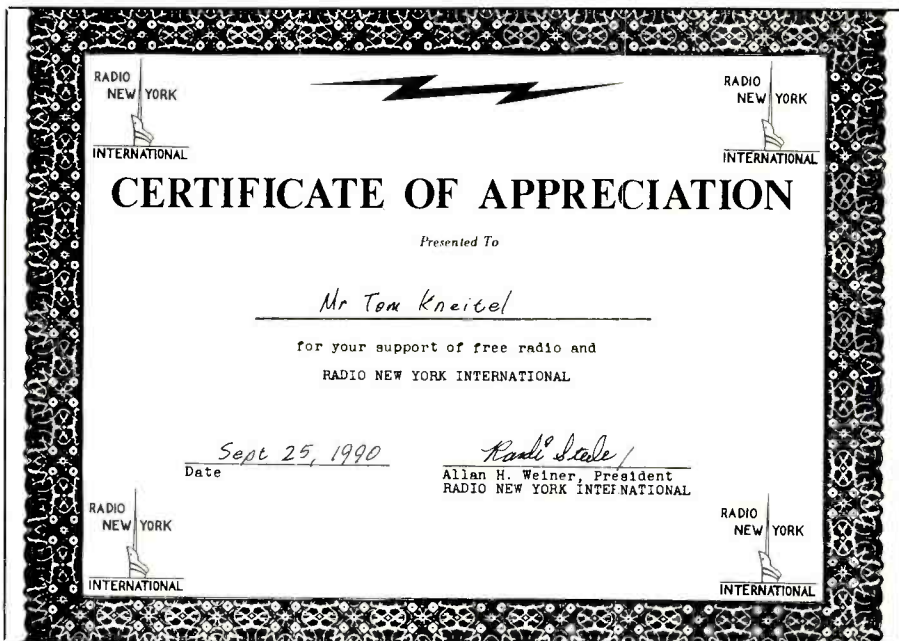 RADIO
NEW YORK
INTERNATIONAL
RADIO
NEW YORK
INTERNATIONAL
CERTIFICATE OF APPRECIATION
Presented To
Mr Tom Kneitel
for your support of free radio and
RADIO NEW YORK INTERNATIONAL
Sept 25, 1990
Date
Randi Steele
Allan H. Weiner, President
RADIO NEW YORK INTERNATIONAL
RADIO
NEW YORK
INTERNATIONAL
RADIO
NEW YORK
INTERNATIONAL